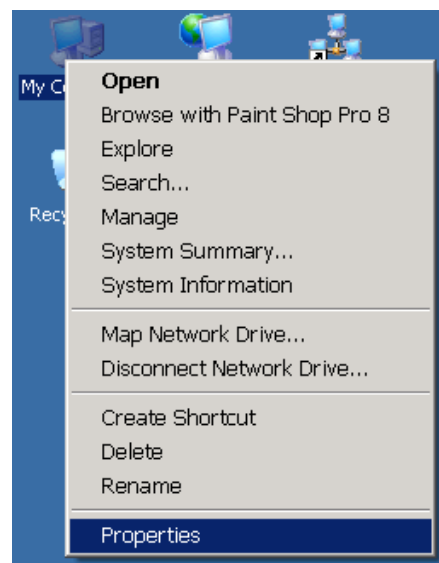 My C
Open
Browse with Paint Shop Pro 8
Explore
Search...
Recy
Manage
System Summary...
System Information
Map Network Drive...
Disconnect Network Drive...
Create Shortcut
Delete
Rename
Properties